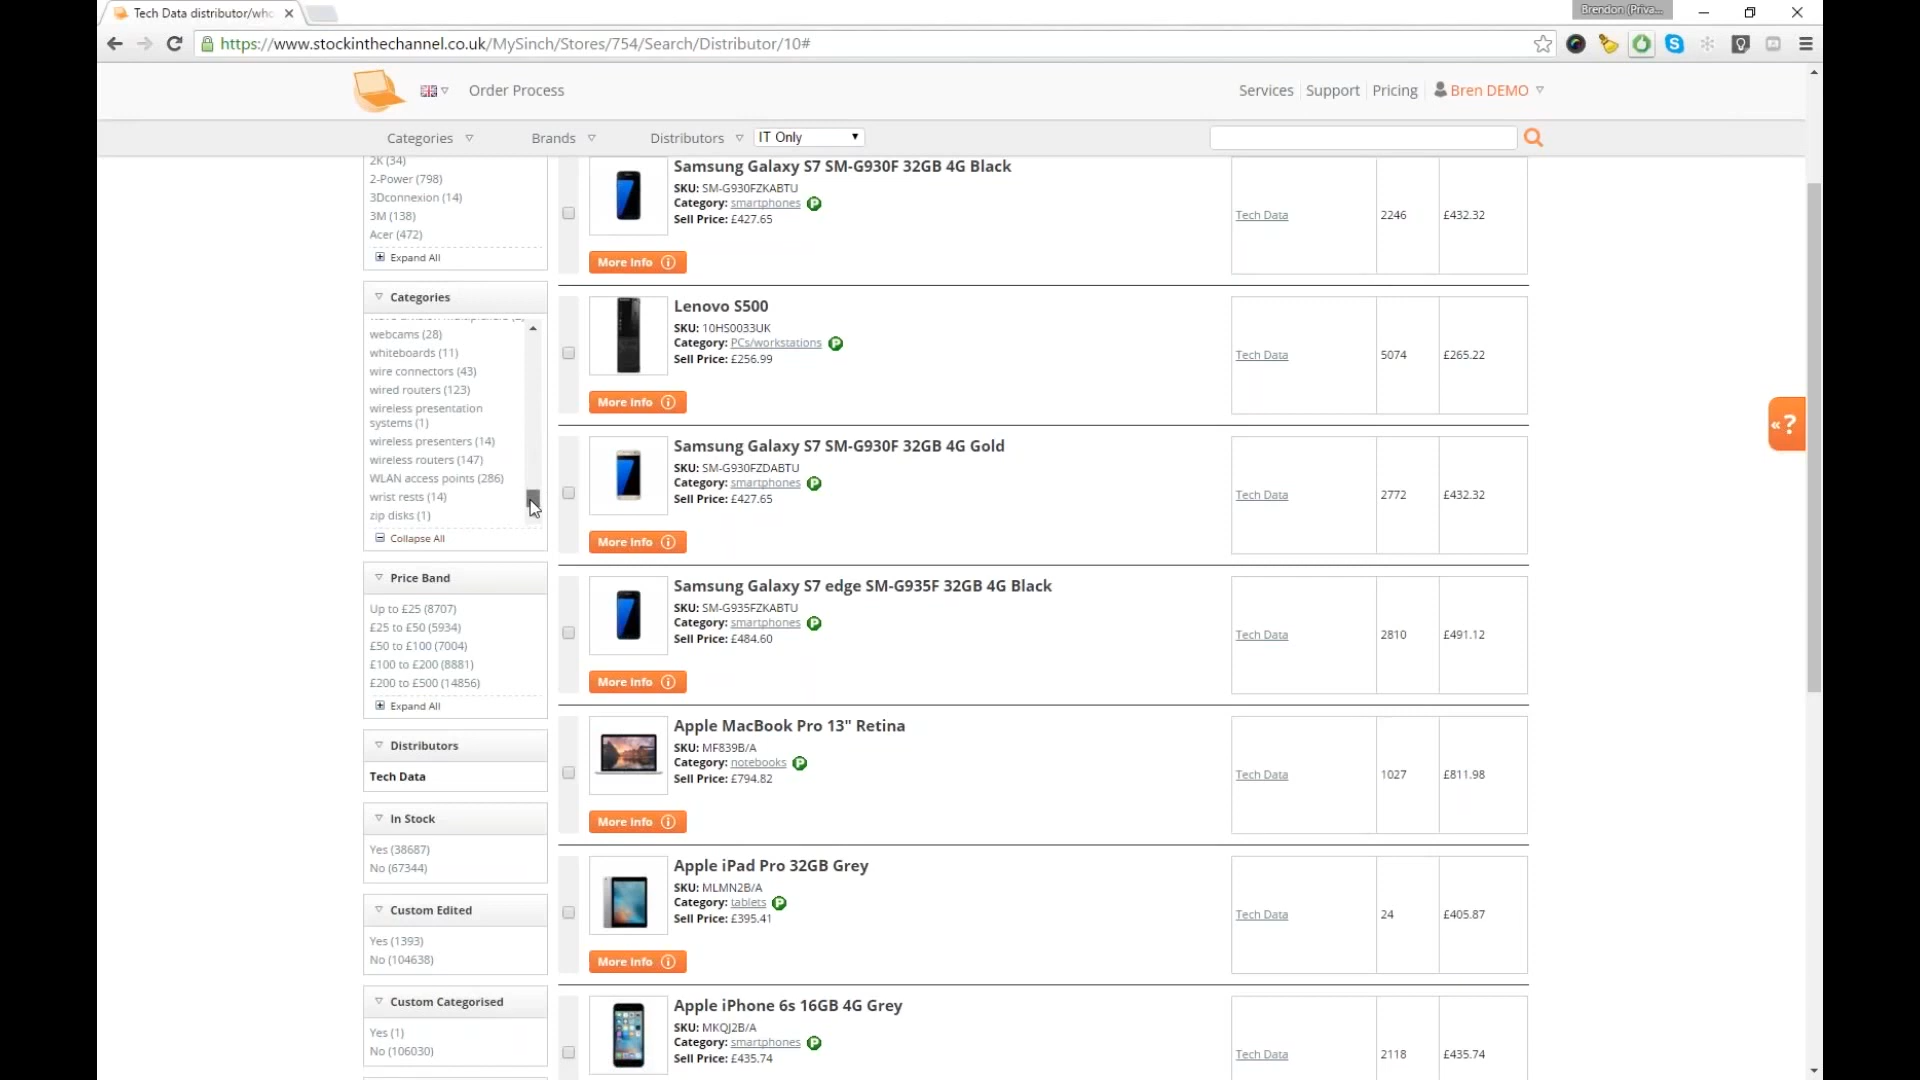 Tech Data distributor/who
Brendon (Priva...
https://www.stockinthechannel.co.uk/MySinch/Stores/754/Search/Distributor/10#
Order Process
Services
Support
Pricing
Bren DEMO
Categories
Brands
Distributors
IT Only
2K (34)
2-Power (798)
3Dconnexion (14)
3M (138)
Acer (472)
Expand All
Categories
webcams (28)
whiteboards (11)
wire connectors (43)
wired routers (123)
wireless presentation
systems (1)
wireless presenters (14)
wireless routers (147)
WLAN access points (286)
wrist rests (14)
zip disks (1)
Collapse All
Price Band
Up to £25 (8707)
£25 to £50 (5934)
£50 to £100 (7004)
£100 to £200 (8881)
£200 to £500 (14856)
Expand All
Distributors
Tech Data
In Stock
Yes (38687)
No (67344)
Custom Edited
Yes (1393)
No (104638)
Custom Categorised
Yes (1)
No (106030)
Samsung Galaxy S7 SM-G930F 32GB 4G Black
SKU: SM-G930FZKABTU
Category: smartphones P
Sell Price: £427.65
More Info
Tech Data
2246
£432.32
Lenovo S500
SKU: 10HS0033UK
Category: PCs/workstations P
Sell Price: £256.99
More Info
Tech Data
5074
£265.22
Samsung Galaxy S7 SM-G930F 32GB 4G Gold
SKU: SM-G930FZDABTU
Category: smartphones P
Sell Price: £427.65
More Info
Tech Data
2772
£432.32
Samsung Galaxy S7 edge SM-G935F 32GB 4G Black
SKU: SM-G935FZKABTU
Category: smartphones P
Sell Price: £484.60
More Info
Tech Data
2810
£491.12
Apple MacBook Pro 13" Retina
SKU: MF839B/A
Category: notebooks P
Sell Price: £794.82
More Info
Tech Data
1027
£811.98
Apple iPad Pro 32GB Grey
SKU: MLMN2B/A
Category: tablets P
Sell Price: £395.41
More Info
Tech Data
24
£405.87
Apple iPhone 6s 16GB 4G Grey
SKU: MKQJ2B/A
Category: smartphones P
Sell Price: £435.74
Tech Data
2118
£435.74
«?